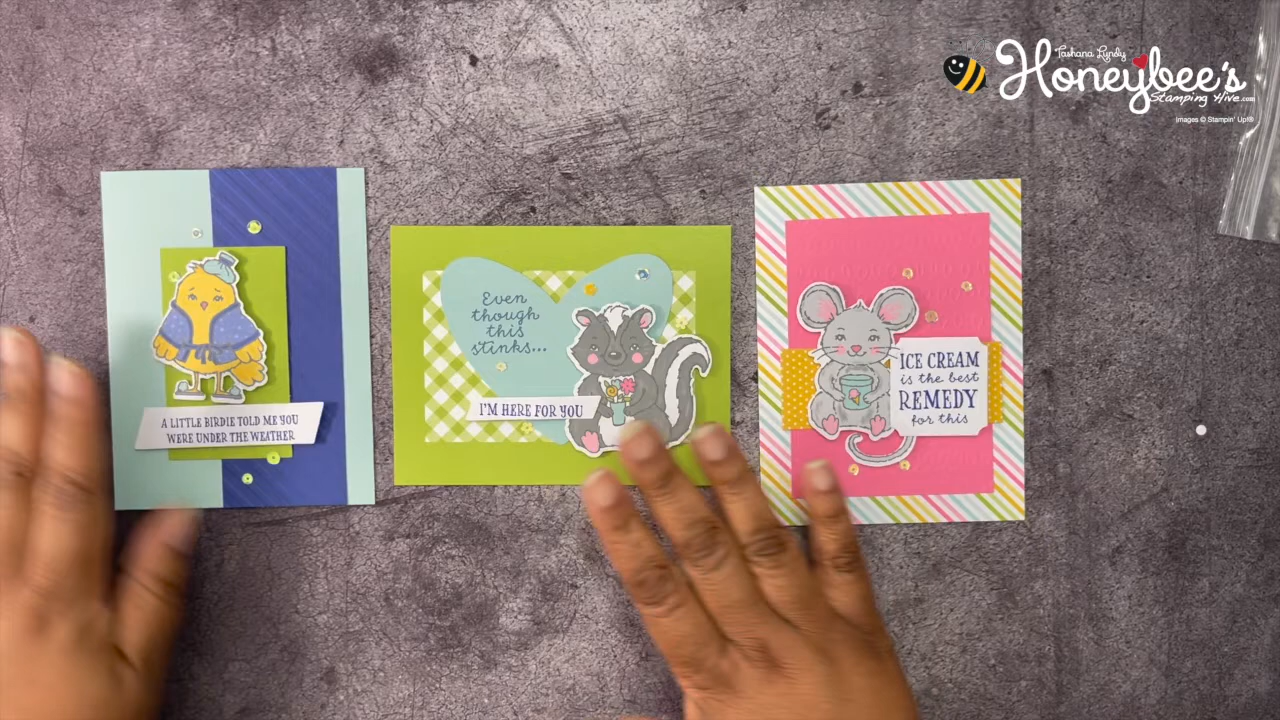 Tashana Lyndy
Honeybee's
Stamping Hive.com
Images © Stampin' Up!®
A LITTLE BIRDIE TOLD ME YOU
WERE UNDER THE WEATHER
Even
though
this
stinks...
I'M HERE FOR YOU
ICE CREAM
is the best
REMEDY
for this